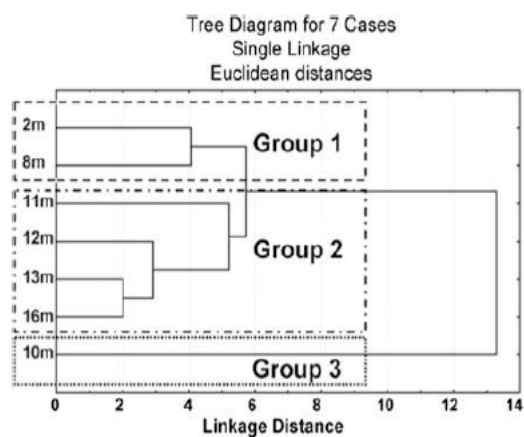 Tree Diagram for 7 Cases
Single Linkage
Euclidean distances
2m
Group 1
8m
11m
12m
Group 2
13m
16m
10m
Group 3
0 2 4 6 8 10 12 14
Linkage Distance